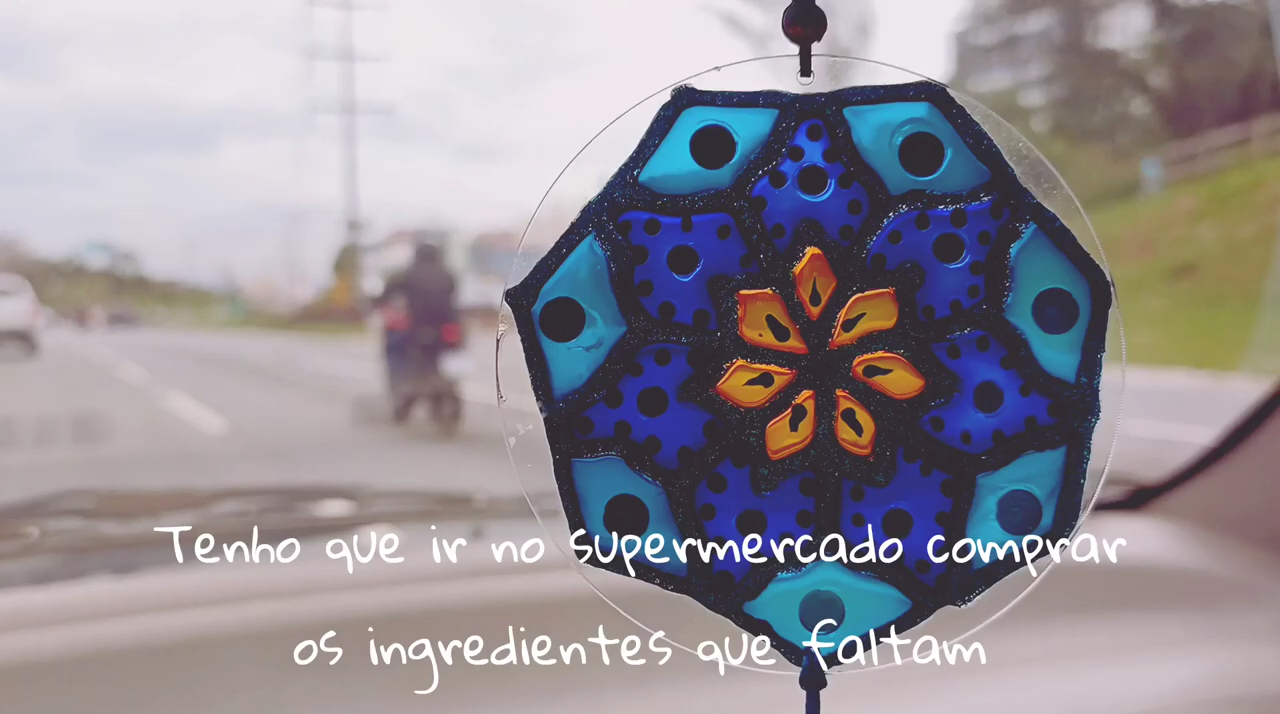 Tenho que ir no supermercado comprar
os ingredientes que faltam